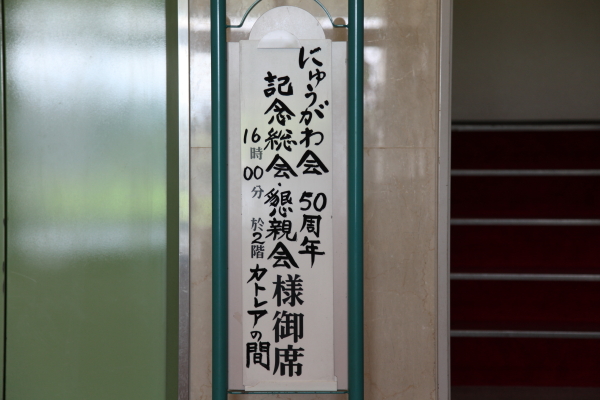 にゅうがわ会 50周年
記念総会・懇親会様御席
16時00分 於2階 カトレアの間